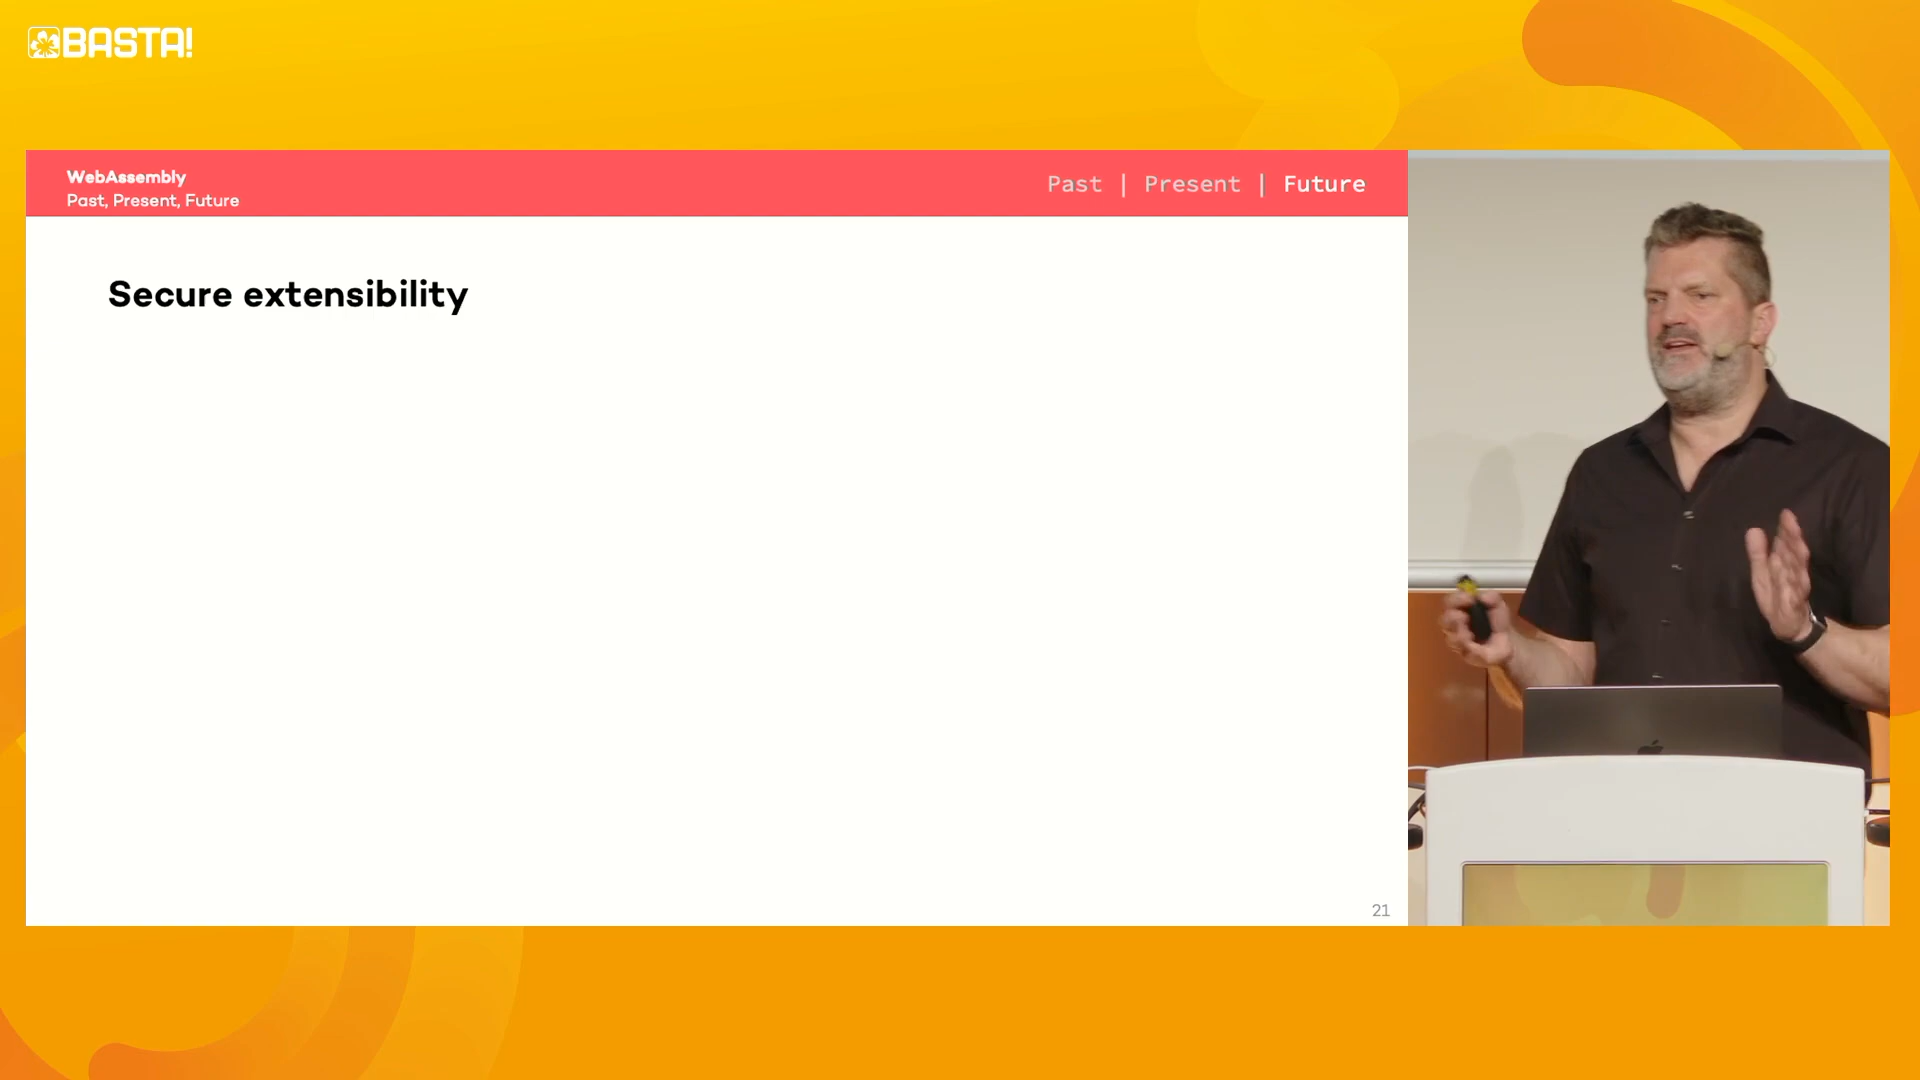 BASTA!
WebAssembly
Past, Present, Future
Past | Present | Future
Secure extensibility
21